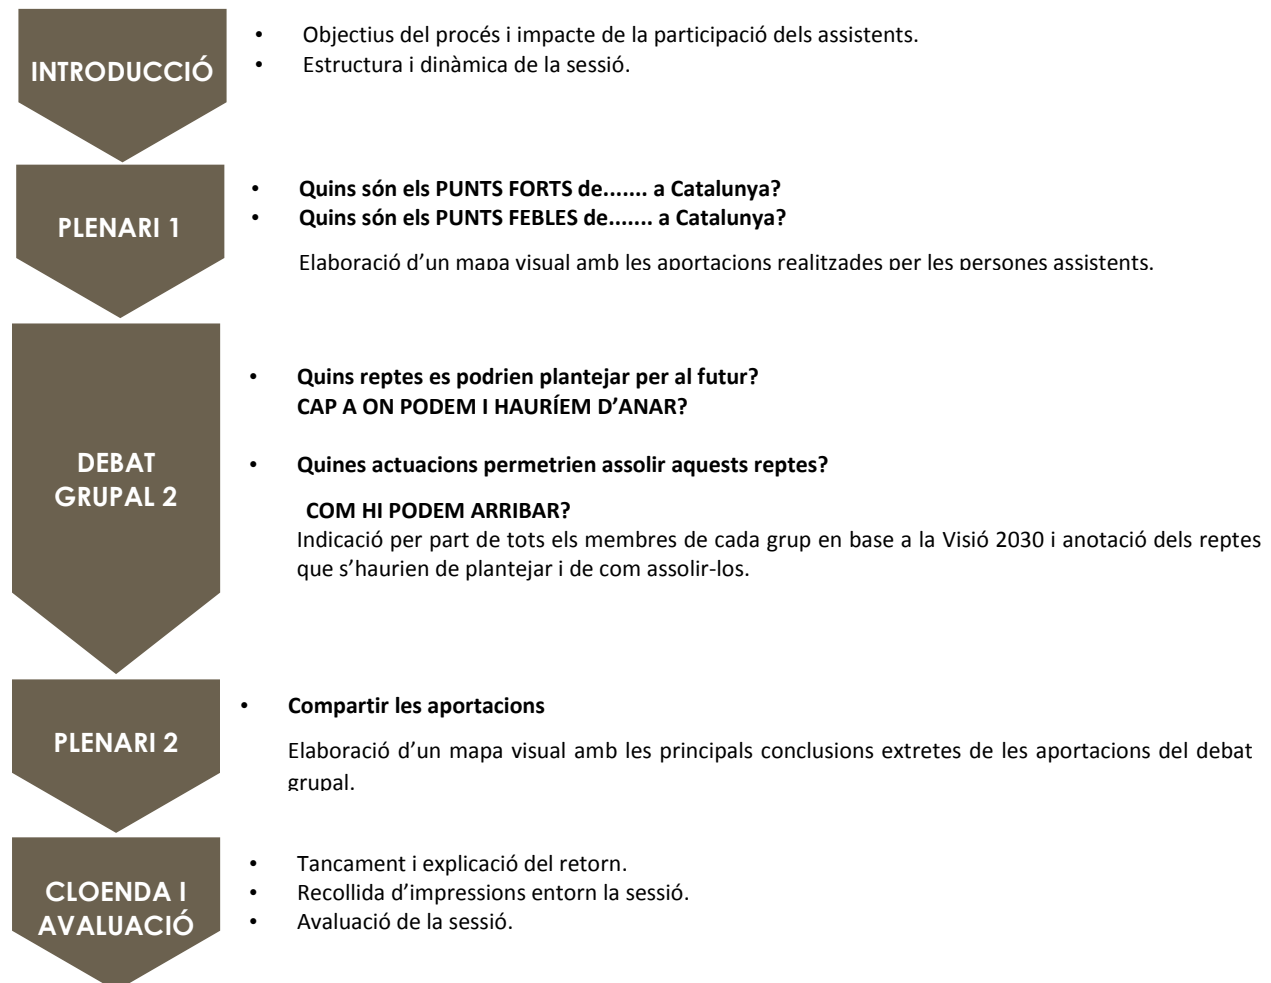 INTRODUCCIÓ
• Objectius del procés i impacte de la participació dels assistents.
• Estructura i dinàmica de la sessió.
PLENARI 1
• Quins són els PUNTS FORTS de....... a Catalunya?
• Quins són els PUNTS FEBLES de....... a Catalunya?
Elaboració d’un mapa visual amb les aportacions realitzades per les persones assistents.
DEBAT
GRUPAL 2
• Quins reptes es podrien plantejar per al futur?
CAP A ON PODEM I HAURÍEM D’ANAR?
• Quines actuacions permetrien assolir aquests reptes?
COM HI PODEM ARRIBAR?
Indicació per part de tots els membres de cada grup en base a la Visió 2030 i anotació dels reptes
que s’haurien de plantejar i de com assolir-los.
PLENARI 2
• Compartir les aportacions
Elaboració d’un mapa visual amb les principals conclusions extretes de les aportacions del debat
grupal.
CLOENDA I
AVALUACIÓ
• Tancament i explicació del retorn.
• Recollida d’impressions entorn la sessió.
• Avaluació de la sessió.